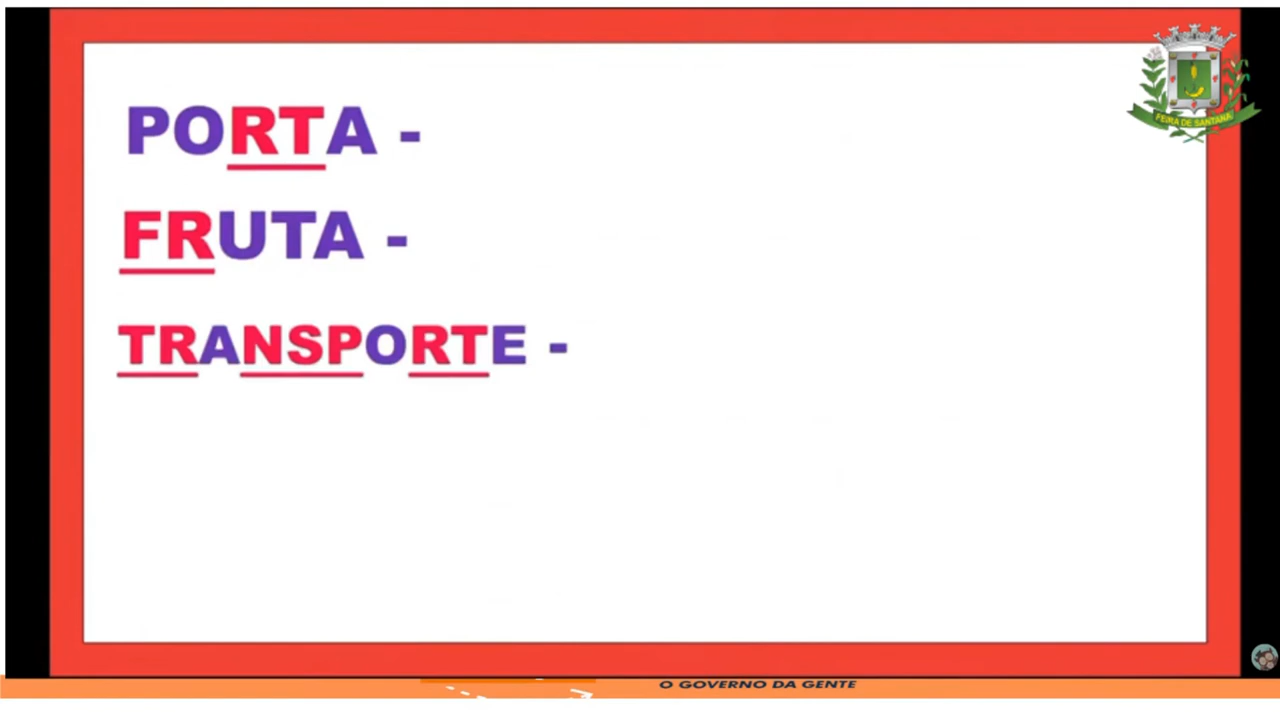 PORTA -
FRUTA -
TRANSPORTE -
FEIRA DE SANTANA
O GOVERNO DA GENTE